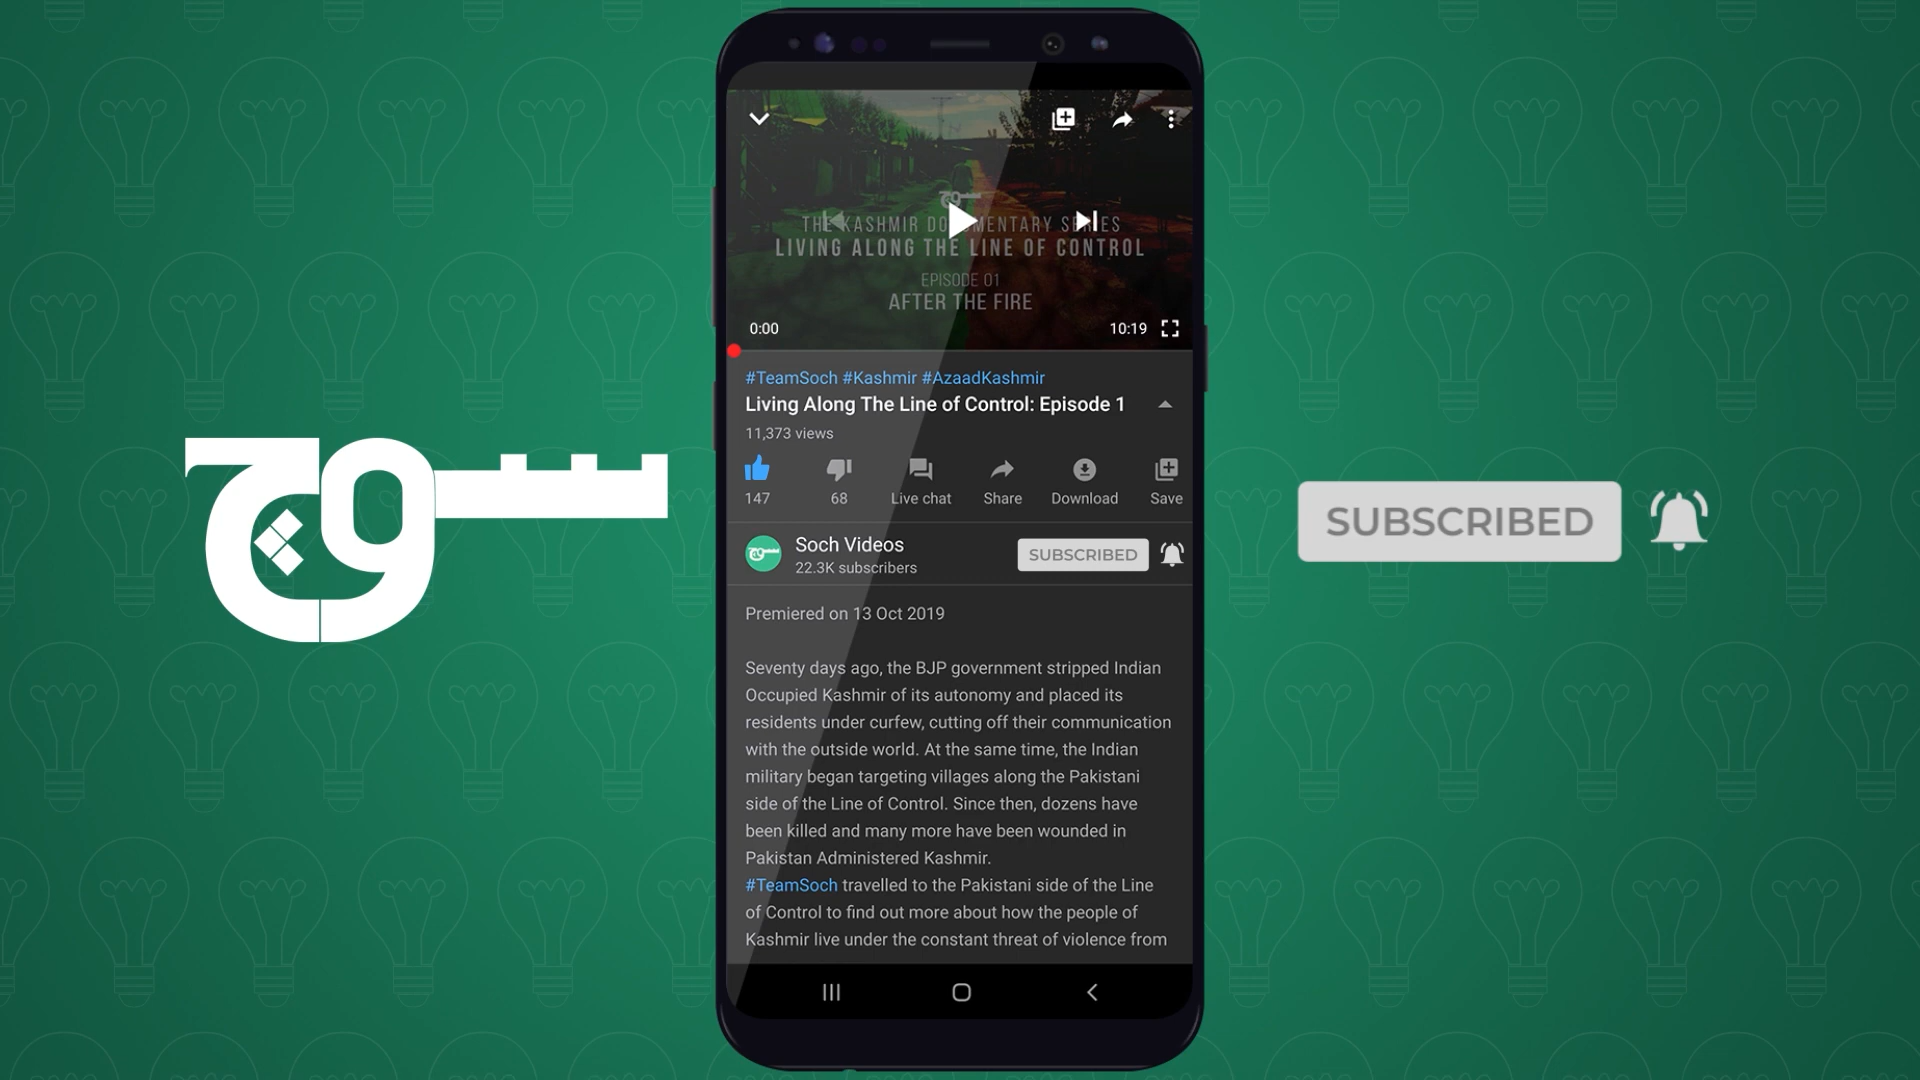 THE KASHMIR DOCUMENTARY SERIES
LIVING ALONG THE LINE OF CONTROL
EPISODE 01
AFTER THE FIRE
0:00
10:19
#TeamSoch #Kashmir #AzaadKashmir
Living Along The Line of Control: Episode 1
11,373 views
147
68
Live chat
Share
Download
Save
Soch Videos
22.3K subscribers
SUBSCRIBED
Premiered on 13 Oct 2019
Seventy days ago, the BJP government stripped Indian
Occupied Kashmir of its autonomy and placed its
residents under curfew, cutting off their communication
with the outside world. At the same time, the Indian
military began targeting villages along the Pakistani
side of the Line of Control. Since then, dozens have
been killed and many more have been wounded in
Pakistan Administered Kashmir.
#TeamSoch travelled to the Pakistani side of the Line
of Control to find out more about how the people of
Kashmir live under the constant threat of violence from
سوچ
SUBSCRIBED